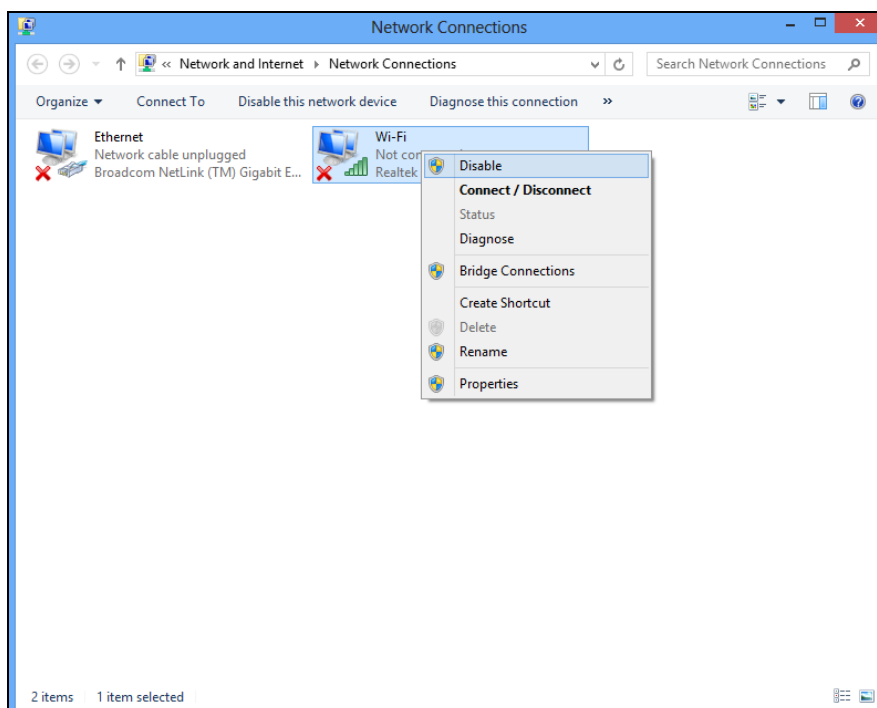 Network Connections
« Network and Internet Network Connections
Search Network Connections
Organize Connect To Disable this network device Diagnose this connection »
Ethernet
Network cable unplugged
Broadcom NetLink (TM) Gigabit E...
Wi-Fi
Not con
Realtek
Disable
Connect / Disconnect
Status
Diagnose
Bridge Connections
Create Shortcut
Delete
Rename
Properties
2 items 1 item selected